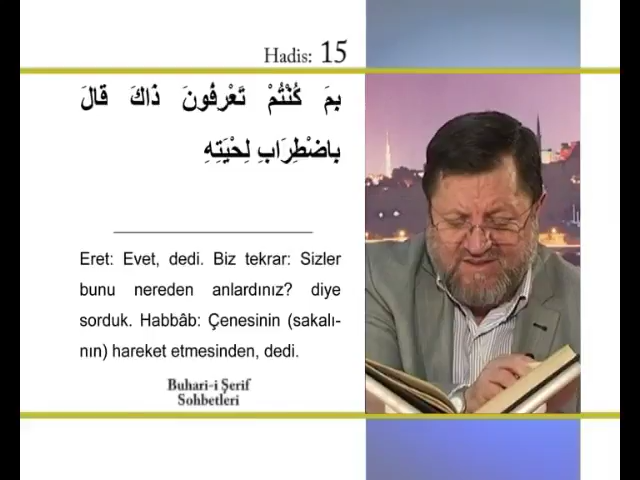 Hadis: 15
بِمَ كُنْتُمْ تَعْرِفُونَ ذَاكَ قَالَ
بِاضْطِرَابِ لِحْيَتِهِ
Eret: Evet, dedi. Biz tekrar: Sizler
bunu nereden anlardınız? diye
sorduk. Habbâb: Çenesinin (sakalı-
nın) hareket etmesinden, dedi.
Buhari-i Şerif
Sohbetleri